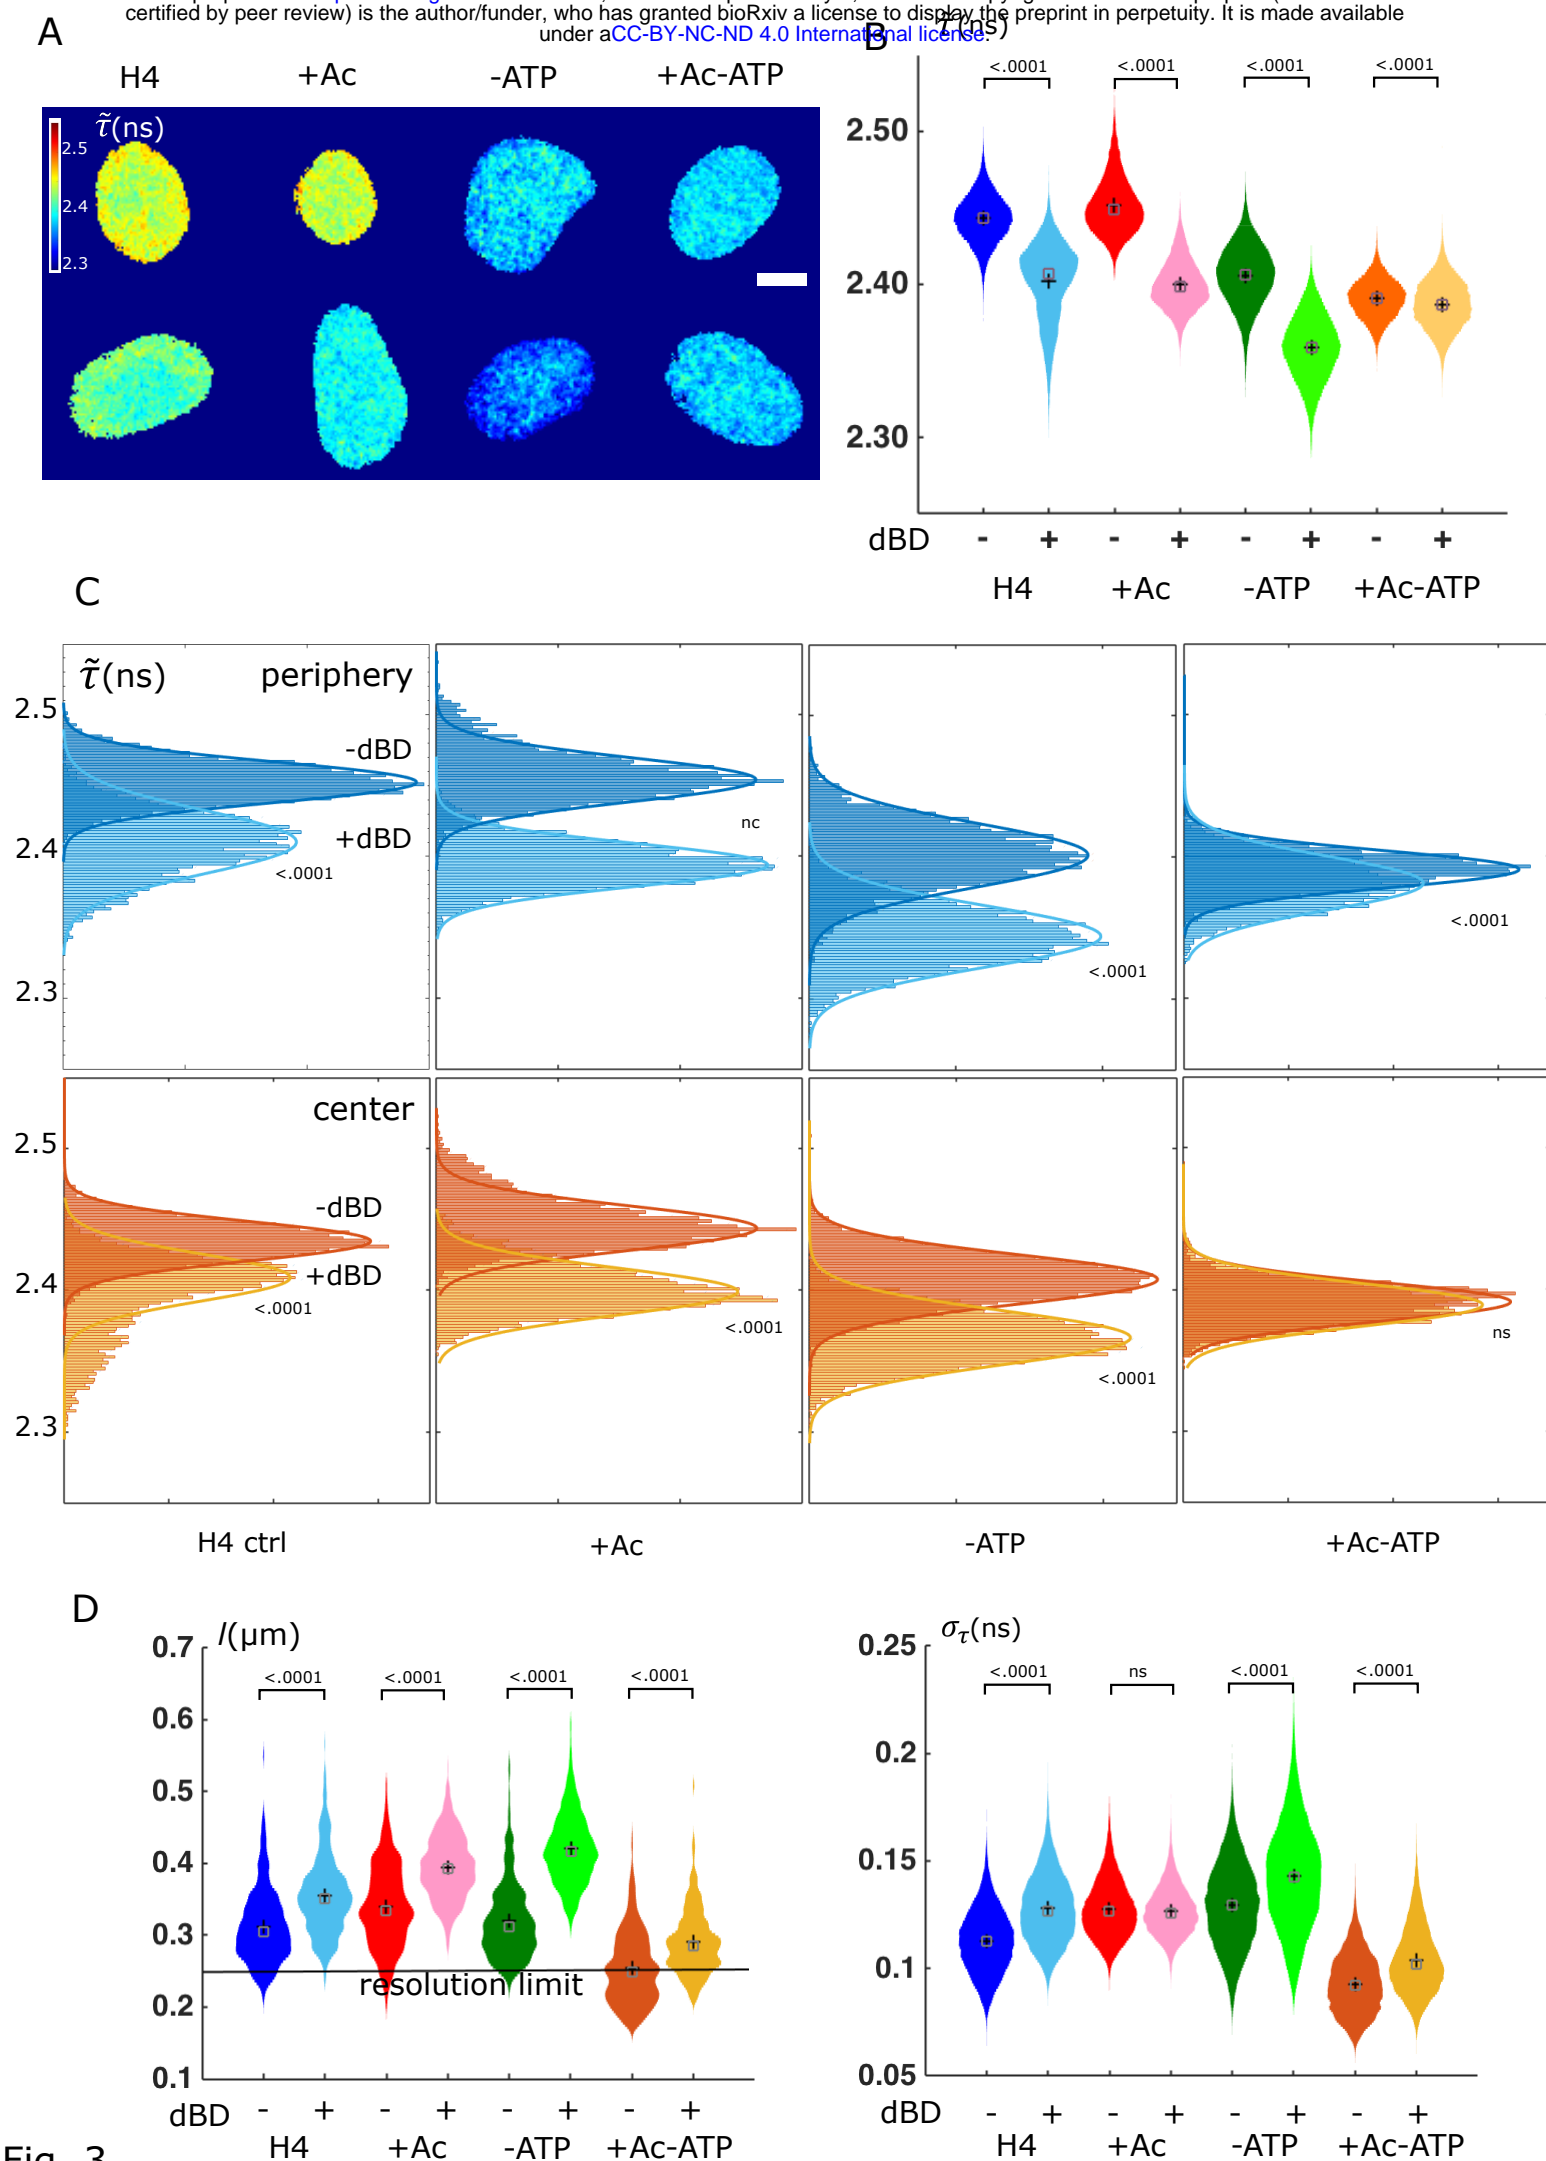 certified by peer review) is the author/funder, who has granted bioRxiv a license to display the preprint in perpetuity. It is made available
under aCC-BY-NC-ND 4.0 International license.
A
H4 +Ac -ATP +Ac-ATP
τ̃(ns)
2.5
2.4
2.3
B
τ̃(ns)
<.0001 <.0001 <.0001 <.0001
2.50
2.40
2.30
dBD - + - + - + - +
H4 +Ac -ATP +Ac-ATP
C
τ̃(ns) periphery
2.5
-dBD
nc
2.4
+dBD
<.0001
<.0001
<.0001
2.3
center
2.5
-dBD
2.4
+dBD
<.0001
<.0001
<.0001
ns
2.3
H4 ctrl +Ac -ATP +Ac-ATP
D
l(μm)
0.7
<.0001 <.0001 <.0001 <.0001
0.6
0.5
0.4
0.3
resolution limit
0.2
0.1
dBD - + - + - + - +
H4 +Ac -ATP +Ac-ATP
στ(ns)
0.25
<.0001 ns <.0001 <.0001
0.2
0.15
0.1
0.05
dBD - + - + - + - +
H4 +Ac -ATP +Ac-ATP
Fig. 3